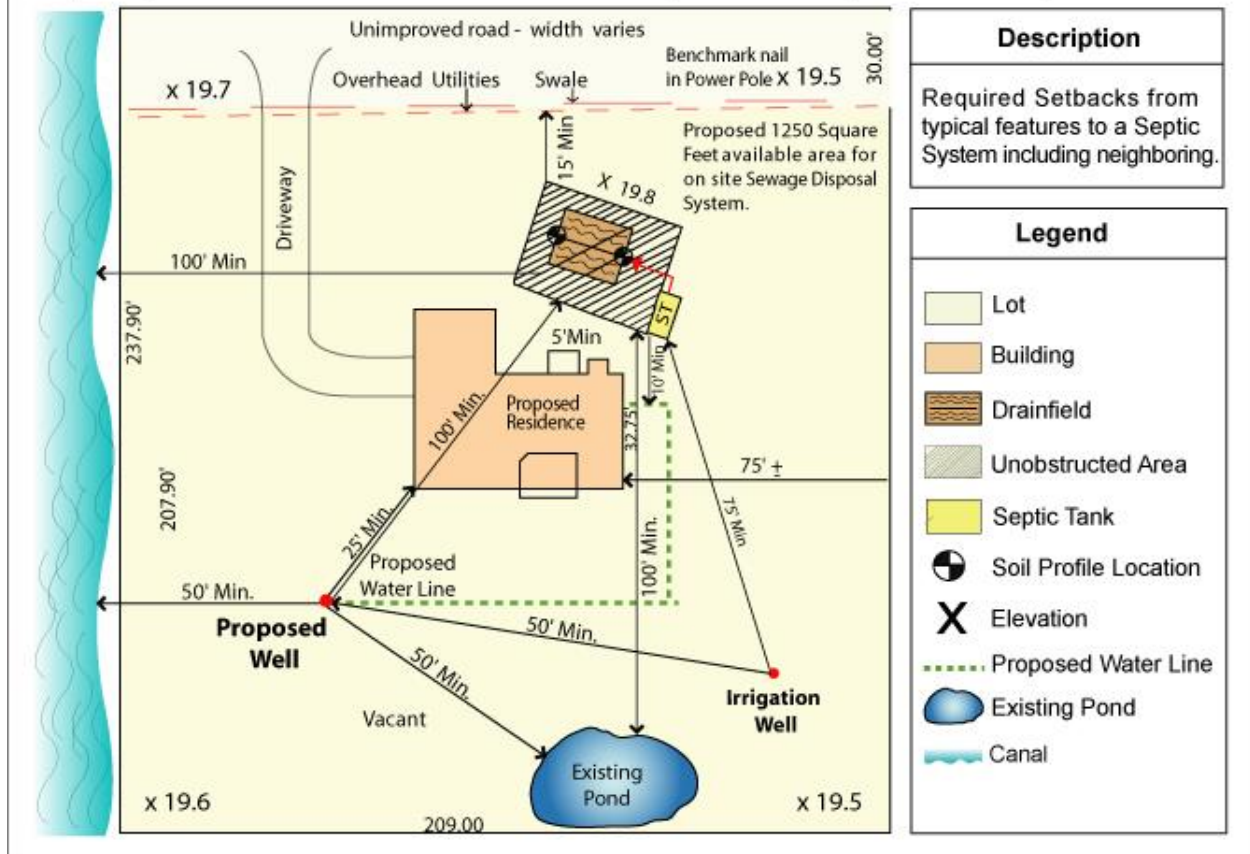 Unimproved road - width varies
Benchmark nail
in Power Pole x 19.5
30.00'
x 19.7
Overhead Utilities
Swale
15' Min
Proposed 1250 Square
Feet available area for
on site Sewage Disposal
System.
X 19.8
Driveway
100' Min
237.90'
ST
5'Min
10' Min
Proposed
Residence
100' Min.
32.75'
75' ±
75' Min
207.90'
25' Min.
Proposed
Water Line
100' Min.
50' Min.
Proposed
Well
50' Min.
50' Min.
Irrigation
Well
Vacant
Existing
Pond
x 19.6
x 19.5
209.00
Description
Required Setbacks from
typical features to a Septic
System including neighboring.
Legend
Lot
Building
Drainfield
Unobstructed Area
Septic Tank
Soil Profile Location
X Elevation
Proposed Water Line
Existing Pond
Canal